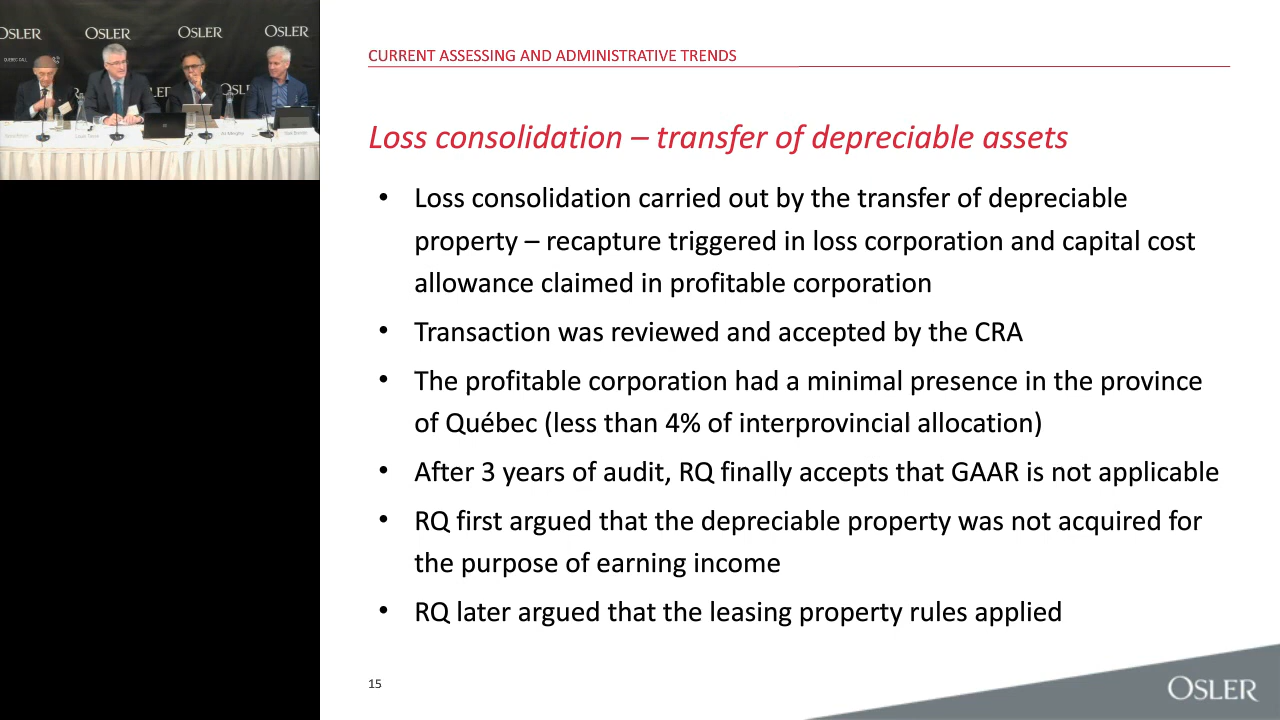 OSLER
OSLER
OSLER
OSLER
CURRENT ASSESSING AND ADMINISTRATIVE TRENDS
Loss consolidation – transfer of depreciable assets
• Loss consolidation carried out by the transfer of depreciable
property – recapture triggered in loss corporation and capital cost
allowance claimed in profitable corporation
• Transaction was reviewed and accepted by the CRA
• The profitable corporation had a minimal presence in the province
of Québec (less than 4% of interprovincial allocation)
• After 3 years of audit, RQ finally accepts that GAAR is not applicable
• RQ first argued that the depreciable property was not acquired for
the purpose of earning income
• RQ later argued that the leasing property rules applied
15
OSLER